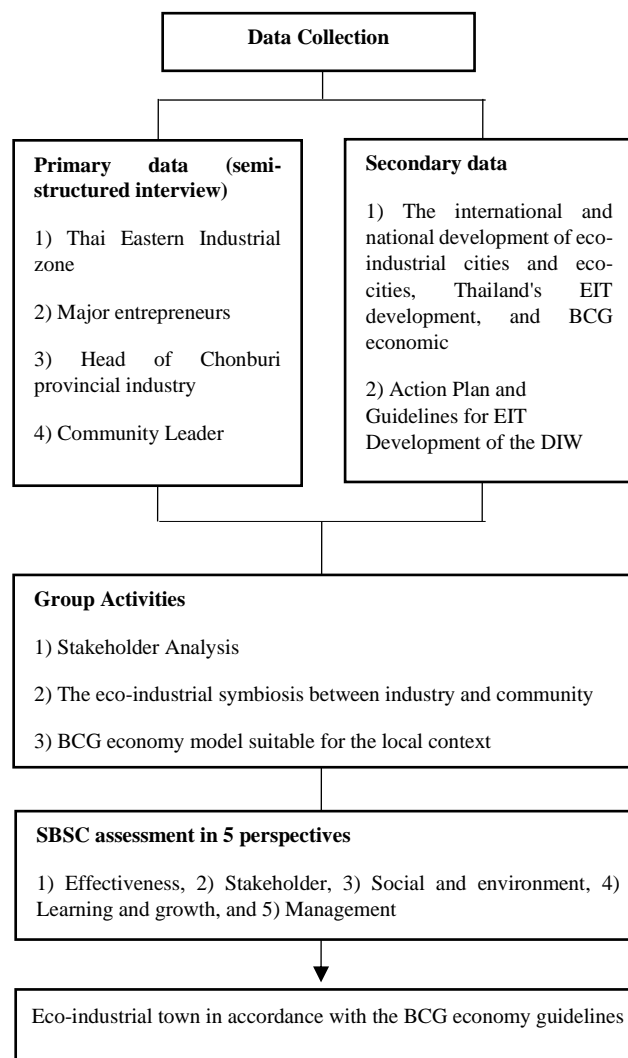 Data Collection
Primary data (semi-
structured interview)
1) Thai Eastern Industrial
zone
2) Major entrepreneurs
3) Head of Chonburi
provincial industry
4) Community Leader
Secondary data
1) The international and
national development of eco-
industrial cities and eco-
cities, Thailand's EIT
development, and BCG
economic
2) Action Plan and
Guidelines for EIT
Development of the DIW
Group Activities
1) Stakeholder Analysis
2) The eco-industrial symbiosis between industry and community
3) BCG economy model suitable for the local context
SBSC assessment in 5 perspectives
1) Effectiveness, 2) Stakeholder, 3) Social and environment, 4)
Learning and growth, and 5) Management
Eco-industrial town in accordance with the BCG economy guidelines